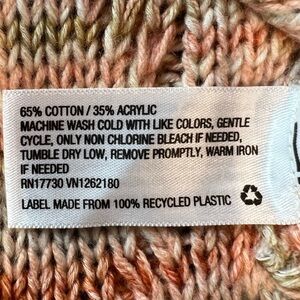 65% COTTON / 35% ACRYLIC
MACHINE WASH COLD WITH LIKE COLORS, GENTLE
CYCLE, ONLY NON CHLORINE BLEACH IF NEEDED,
TUMBLE DRY LOW, REMOVE PROMPTLY, WARM IRON
IF NEEDED
RN17730 VN1262180
LABEL MADE FROM 100% RECYCLED PLASTIC